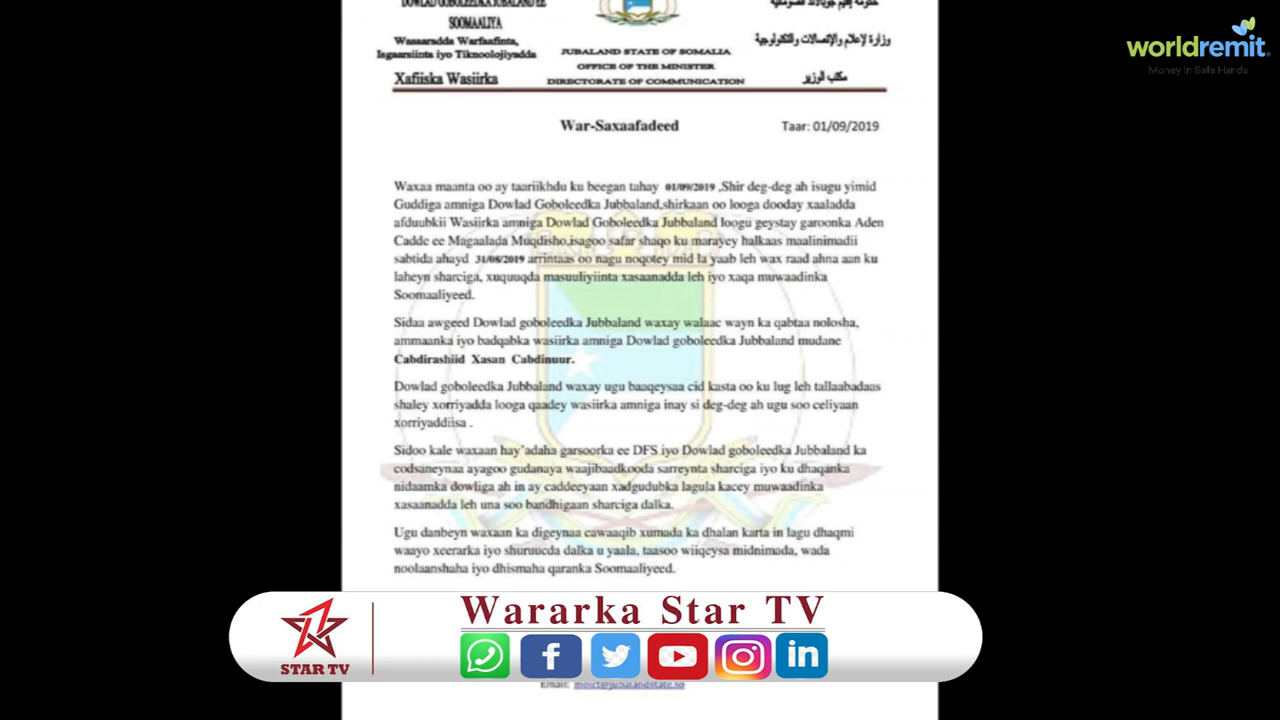 DOWLAD GOBOLEEDKA JUBALAND EE
SOOMAALIYA
Wasaaradda Warfaafinta,
Isgaarsiinta iyo Tiknoolojiyadda
Xafiiska Wasiirka
JUBALAND STATE OF SOMALIA
OFFICE OF THE MINISTER
DIRECTORATE OF COMMUNICATION
حكومة إقليم جوبالاند الصومالية
وزارة لإعلام والإتصالات والتكنولوجية
مكتب الوزير
worldremit
Money In Safe Hands
War-Saxaafadeed
Taar: 01/09/2019
Waxaa maanta oo ay taariikhdu ku beegan tahay 01/09/2019 ,Shir deg-deg ah isugu yimid
Guddiga amniga Dowlad Goboleedka Jubbaland,shirkaan oo looga dooday xaaladda
afduubkii Wasiirka amniga Dowlad Goboleedka Jubbaland loogu geystay garoonka Aden
Cadde ee Magaalada Muqdisho,isagoo safar shaqo ku marayey halkaas maalinimadii
sabtida ahayd 31/08/2019 arrintaas oo nagu noqotey mid la yaab leh wax raad ahna aan ku
laheyn sharciga, xuquuqda masuuliyiinta xasaanadda leh iyo xaqa muwaadinka
Soomaaliyeed.
Sidaa awgeed Dowlad goboleedka Jubbaland waxay walaac wayn ka qabtaa nolosha,
ammaanka iyo badqabka wasiirka amniga Dowlad goboleedka Jubbaland mudane
Cabdirashiid Xasan Cabdinuur.
Dowlad goboleedka Jubbaland waxay ugu baaqeysaa cid kasta oo ku lug leh tallaabadaas
shaley xorriyadda looga qaadey wasiirka amniga inay si deg-deg ah ugu soo celiyaan
xorriyaddiisa .
Sidoo kale waxaan hay'adaha garsoorka ee DFS iyo Dowlad goboleedka Jubbaland ka
codsaneynaa ayagoo gudanaya waajibaadkooda sarreynta sharciga iyo ku dhaqanka
nidaamka dowliga ah in ay caddeeyaan xadgudubka lagula kacey muwaadinka
xasaanadda leh una soo bandhigaan sharciga dalka.
Ugu danbeyn waxaan ka digeynaa cawaaqib xumada ka dhalan karta in lagu dhaqmi
waayo xeerarka iyo shuruucda dalka u yaala, taasoo wiiqeysa midnimada, wada
noolaanshaha iyo dhismaha qaranka Soomaaliyeed.
Wararka Star TV
STAR TV
Email: moict@jubalandstate.so